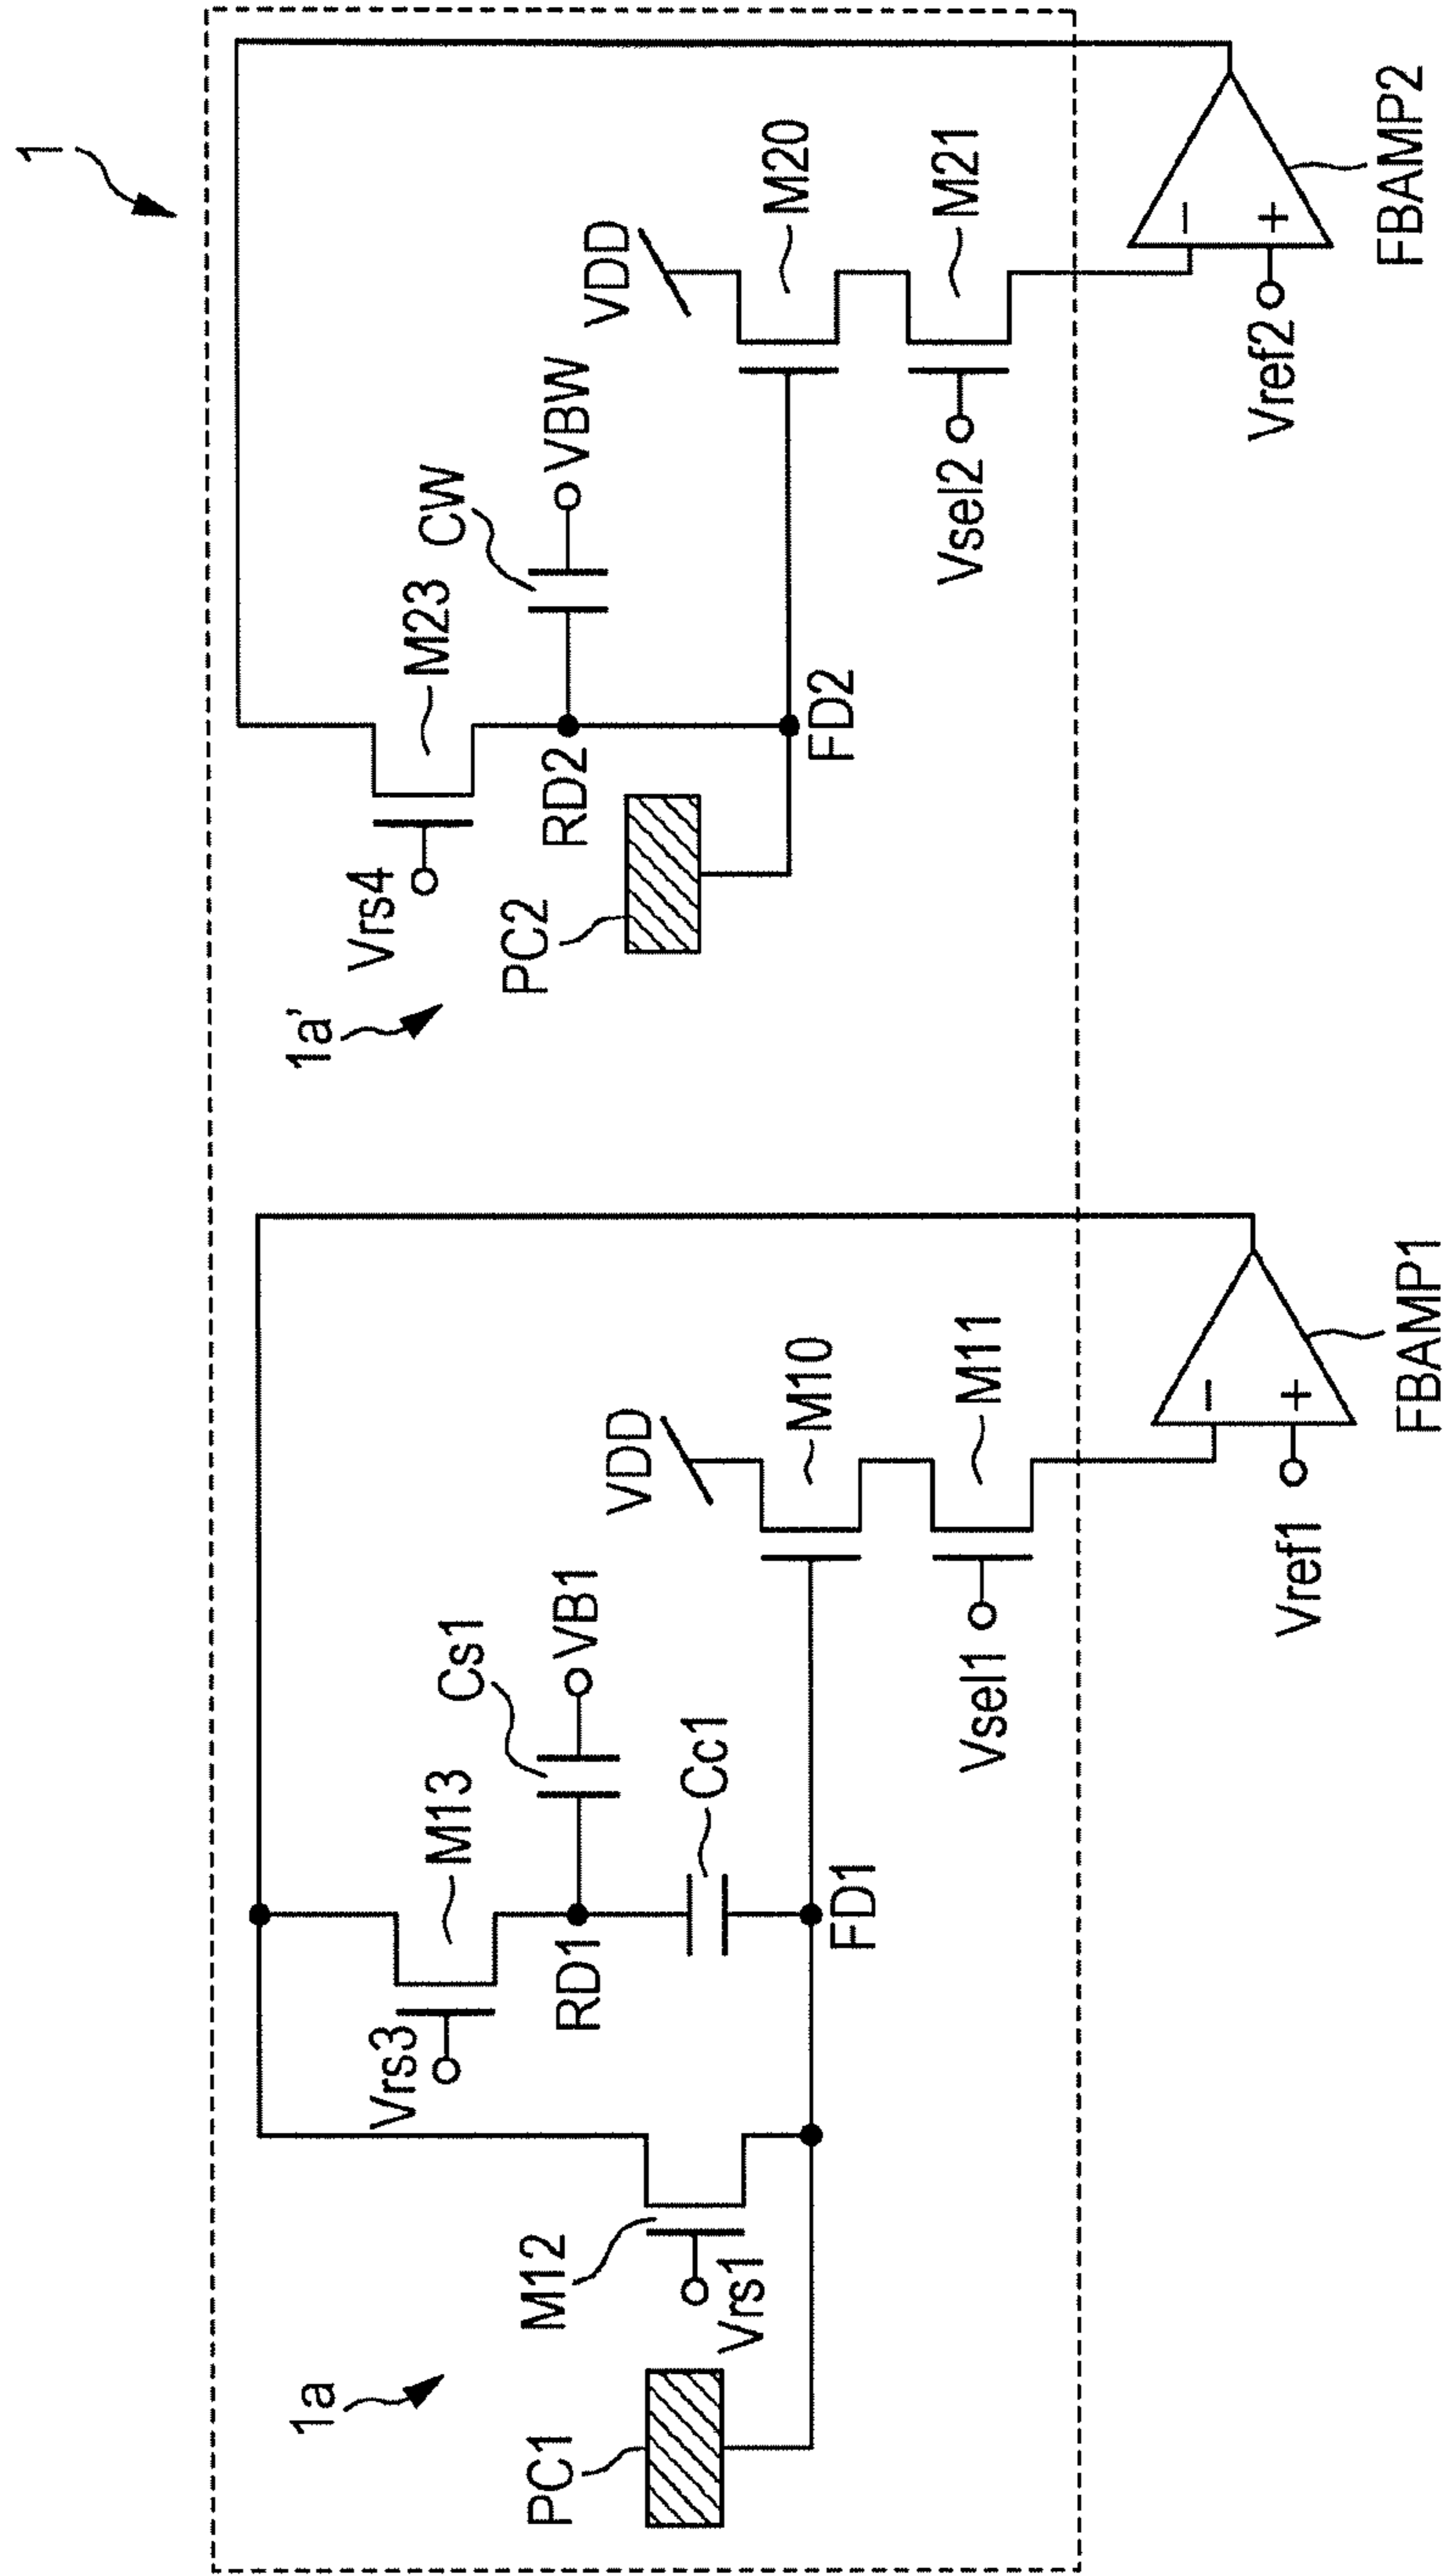 1
1a
PC1
M12
Vrs1
Vrs3
M13
RD1
Cs1
VB1
Cc1
FD1
VDD
M10
M11
Vsel1
Vref1
−
+
FBAMP1
1a'
PC2
Vrs4
M23
RD2
CW
VBW
FD2
VDD
M20
M21
Vsel2
Vref2
−
+
FBAMP2